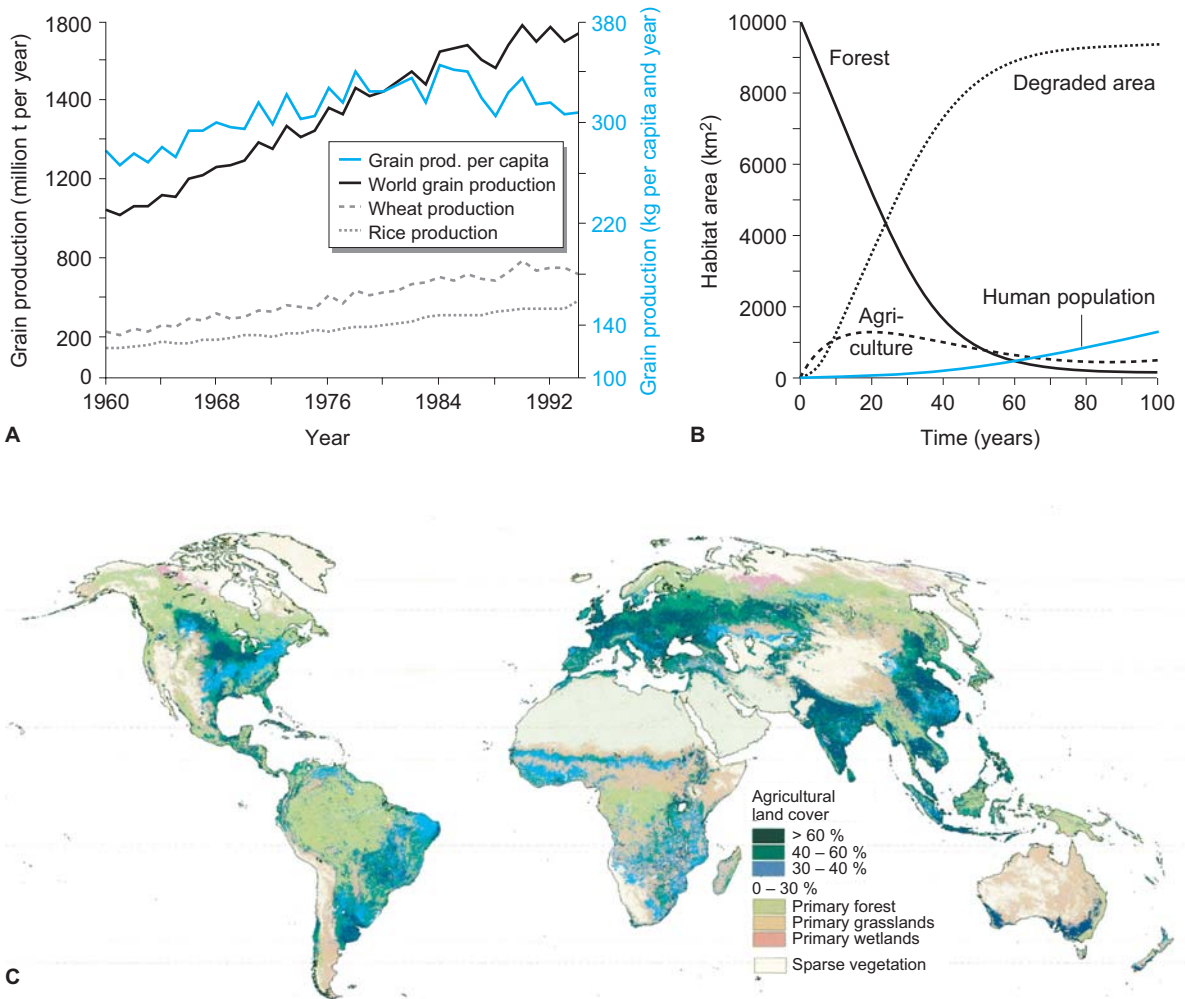 Grain production (million t per year)
1800
1400
1200
800
200
0
380
300
220
140
100
Grain production (kg per capita and year)
Grain prod. per capita
World grain production
Wheat production
Rice production
1960
1968
1976
1984
1992
Year
A
Habitat area (km²)
10000
8000
6000
4000
2000
0
Forest
Degraded area
Human population
Agri-
culture
0
20
40
60
80
100
Time (years)
B
Agricultural
land cover
> 60 %
40 – 60 %
30 – 40 %
0 – 30 %
Primary forest
Primary grasslands
Primary wetlands
Sparse vegetation
C